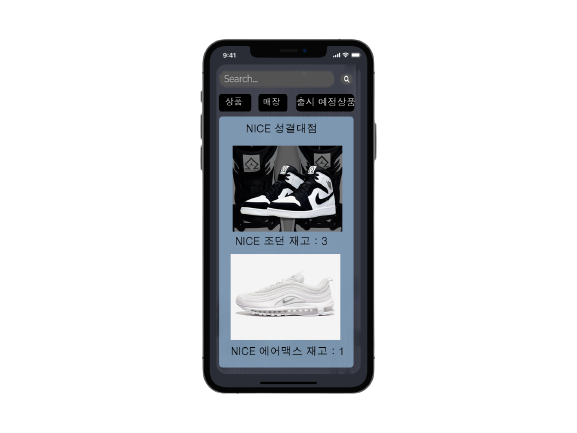 9:41
Search...
상품 매장 출시 예정상품
NICE 성결대점
NICE 조던 재고 : 3
NICE 에어맥스 재고 : 1